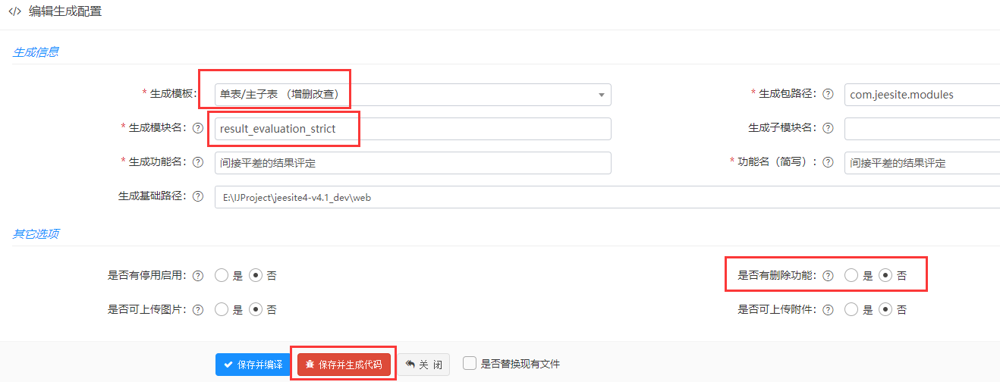 </> 编辑生成配置
生成信息
* 生成模板: 单表/主子表 （增删改查） * 生成包路径: ? com.jeesite.modules
* 生成模块名: ? result_evaluation_strict 生成子模块名: ?
* 生成功能名: ? 间接平差的结果评定 * 功能名（简写）: ? 间接平差的结果评定
生成基础路径: ? E:\IJProject\jeesite4-v4.1_dev\web
其它选项
是否有停用启用: ? 是 否 是否有删除功能: ? 是 否
是否可上传图片: ? 是 否 是否可上传附件: ? 是 否
保存并编译 保存并生成代码 关 闭 是否替换现有文件